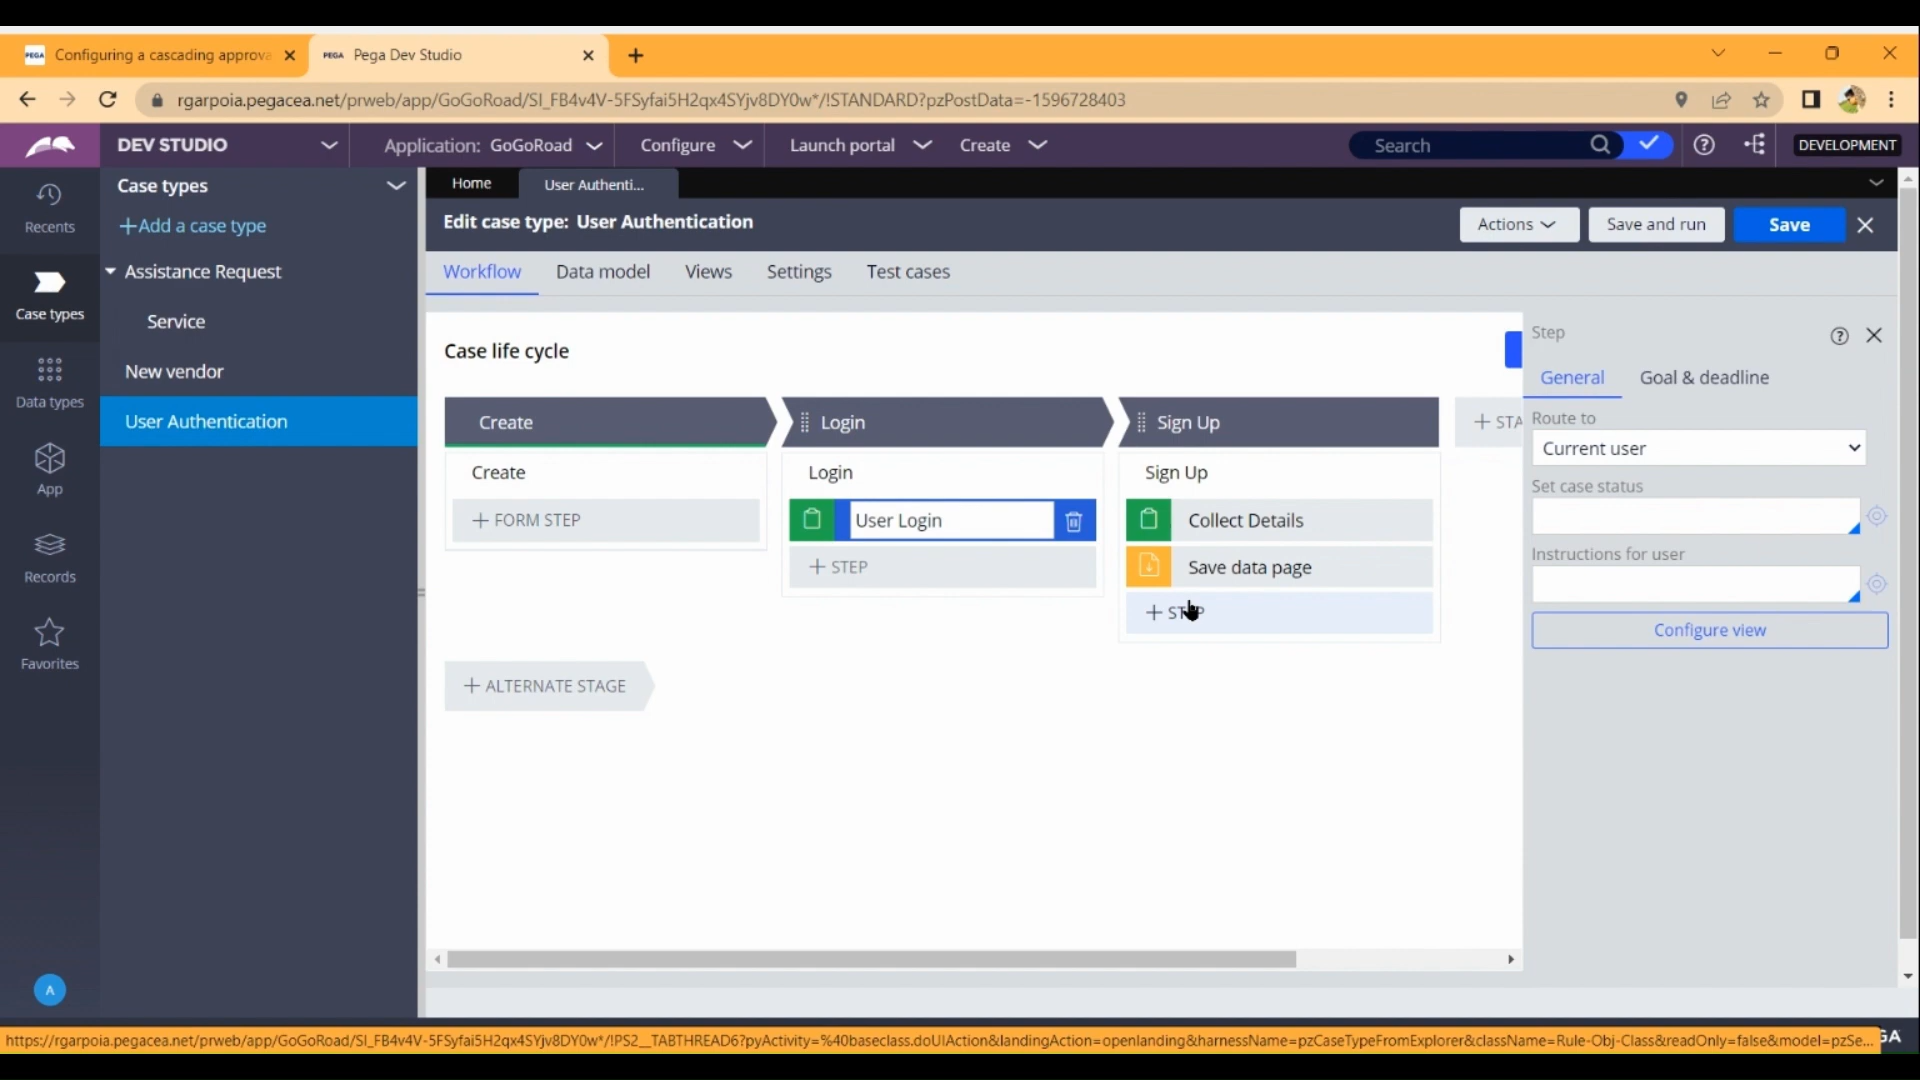 PEGA Configuring a cascading approva
PEGA Pega Dev Studio
rgarpoia.pegacea.net/prweb/app/GoGoRoad/SI_FB4v4V-5FSyfai5H2qx4SYjv8DY0w*/!STANDARD?pzPostData=-1596728403
DEV STUDIO
Application: GoGoRoad
Configure
Launch portal
Create
Search
DEVELOPMENT
Recents
Case types
Data types
App
Records
Favorites
A
Case types
+Add a case type
Assistance Request
Service
New vendor
User Authentication
Home
User Authenti...
Edit case type: User Authentication
Actions
Save and run
Save
Workflow
Data model
Views
Settings
Test cases
Case life cycle
Create
Login
Sign Up
+ STA
Create
+ FORM STEP
Login
User Login
+ STEP
Sign Up
Collect Details
Save data page
+ STEP
+ ALTERNATE STAGE
Step
General
Goal & deadline
Route to
Current user
Set case status
Instructions for user
Configure view
https://rgarpoia.pegacea.net/prweb/app/GoGoRoad/SI_FB4v4V-5FSyfai5H2qx4SYjv8DY0w*/!PS2__TABTHREAD6?pyActivity=%40baseclass.doUIAction&landingAction=openlanding&harnessName=pzCaseTypeFromExplorer&className=Rule-Obj-Class&readOnly=false&model=pzSe...
GA